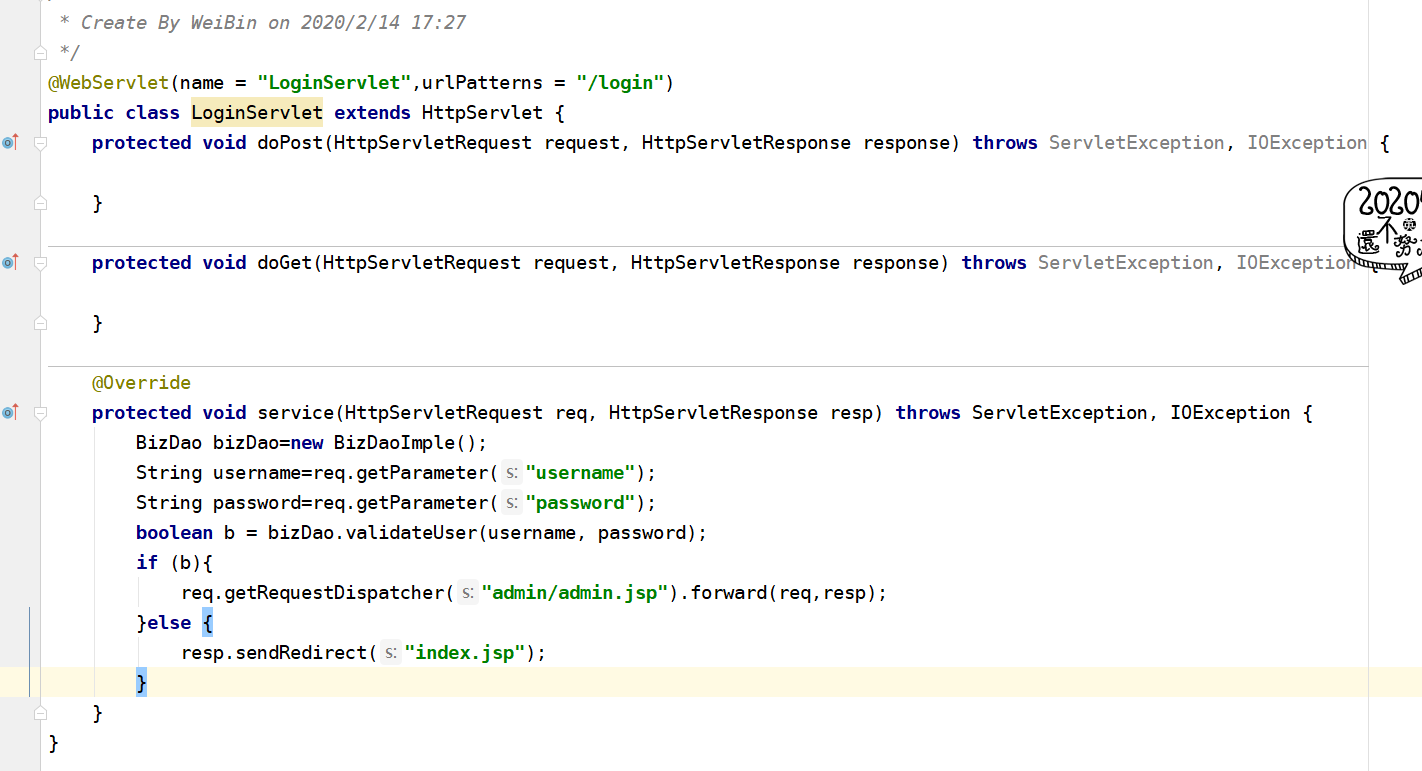 * Create By WeiBin on 2020/2/14 17:27
*/
@WebServlet(name = "LoginServlet",urlPatterns = "/login")
public class LoginServlet extends HttpServlet {
protected void doPost(HttpServletRequest request, HttpServletResponse response) throws ServletException, IOException {
}
2020
不
還
protected void doGet(HttpServletRequest request, HttpServletResponse response) throws ServletException, IOException {
}
@Override
protected void service(HttpServletRequest req, HttpServletResponse resp) throws ServletException, IOException {
BizDao bizDao=new BizDaoImple();
String username=req.getParameter( s: "username");
String password=req.getParameter( s: "password");
boolean b = bizDao.validateUser(username, password);
if (b){
req.getRequestDispatcher( s: "admin/admin.jsp").forward(req,resp);
}else {
resp.sendRedirect( s: "index.jsp");
}
}
}